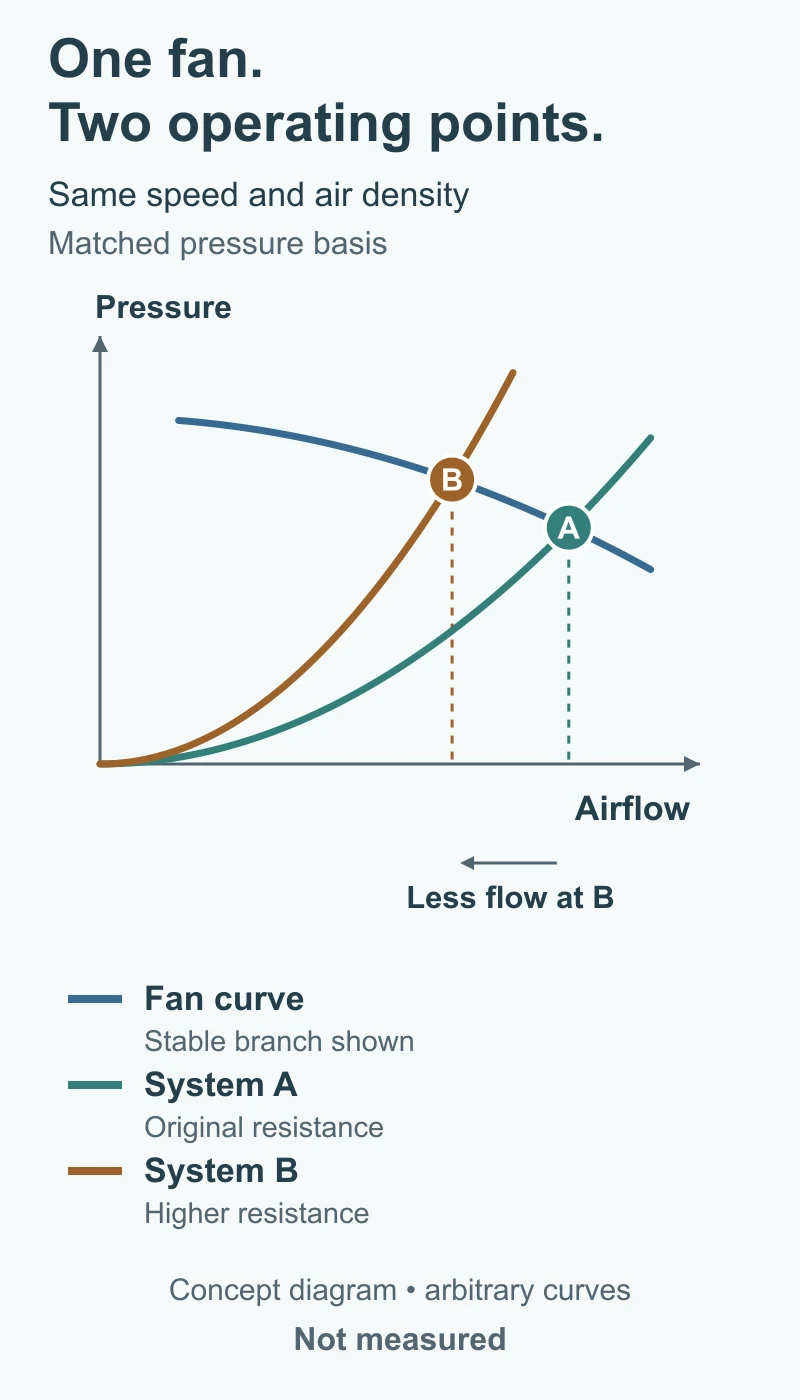 One fan.
Two operating points.
Same speed and air density
Matched pressure basis
Pressure
B
A
Airflow
Less flow at B
Fan curve
Stable branch shown
System A
Original resistance
System B
Higher resistance
Concept diagram • arbitrary curves
Not measured